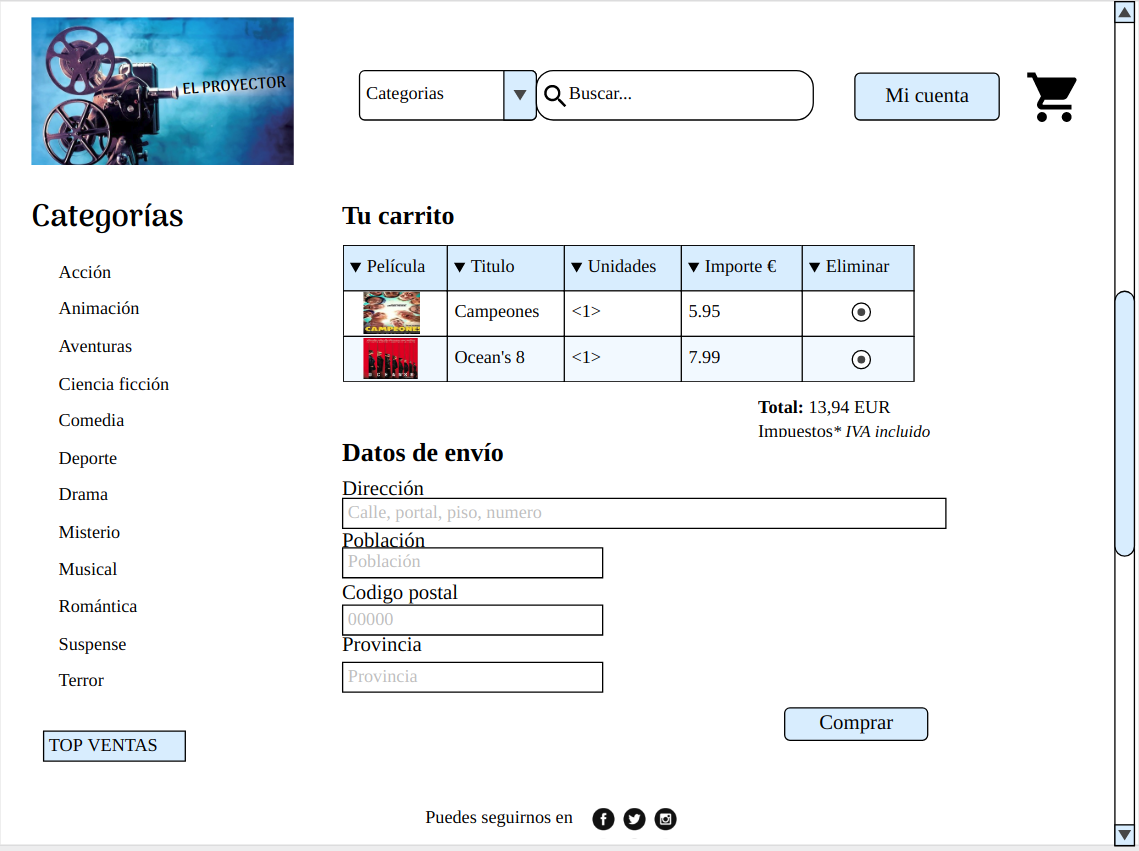 EL PROYECTOR
Categorias
Buscar...
Mi cuenta
Categorías
Acción
Animación
Aventuras
Ciencia ficción
Comedia
Deporte
Drama
Misterio
Musical
Romántica
Suspense
Terror
TOP VENTAS
Tu carrito
Película Titulo Unidades Importe € Eliminar
CAMPEONES
Campeones <1> 5.95
Ocean's 8 <1> 7.99
Total: 13,94 EUR
Impuestos* IVA incluido
Datos de envío
Dirección
Calle, portal, piso, numero
Población
Población
Codigo postal
00000
Provincia
Provincia
Comprar
Puedes seguirnos en